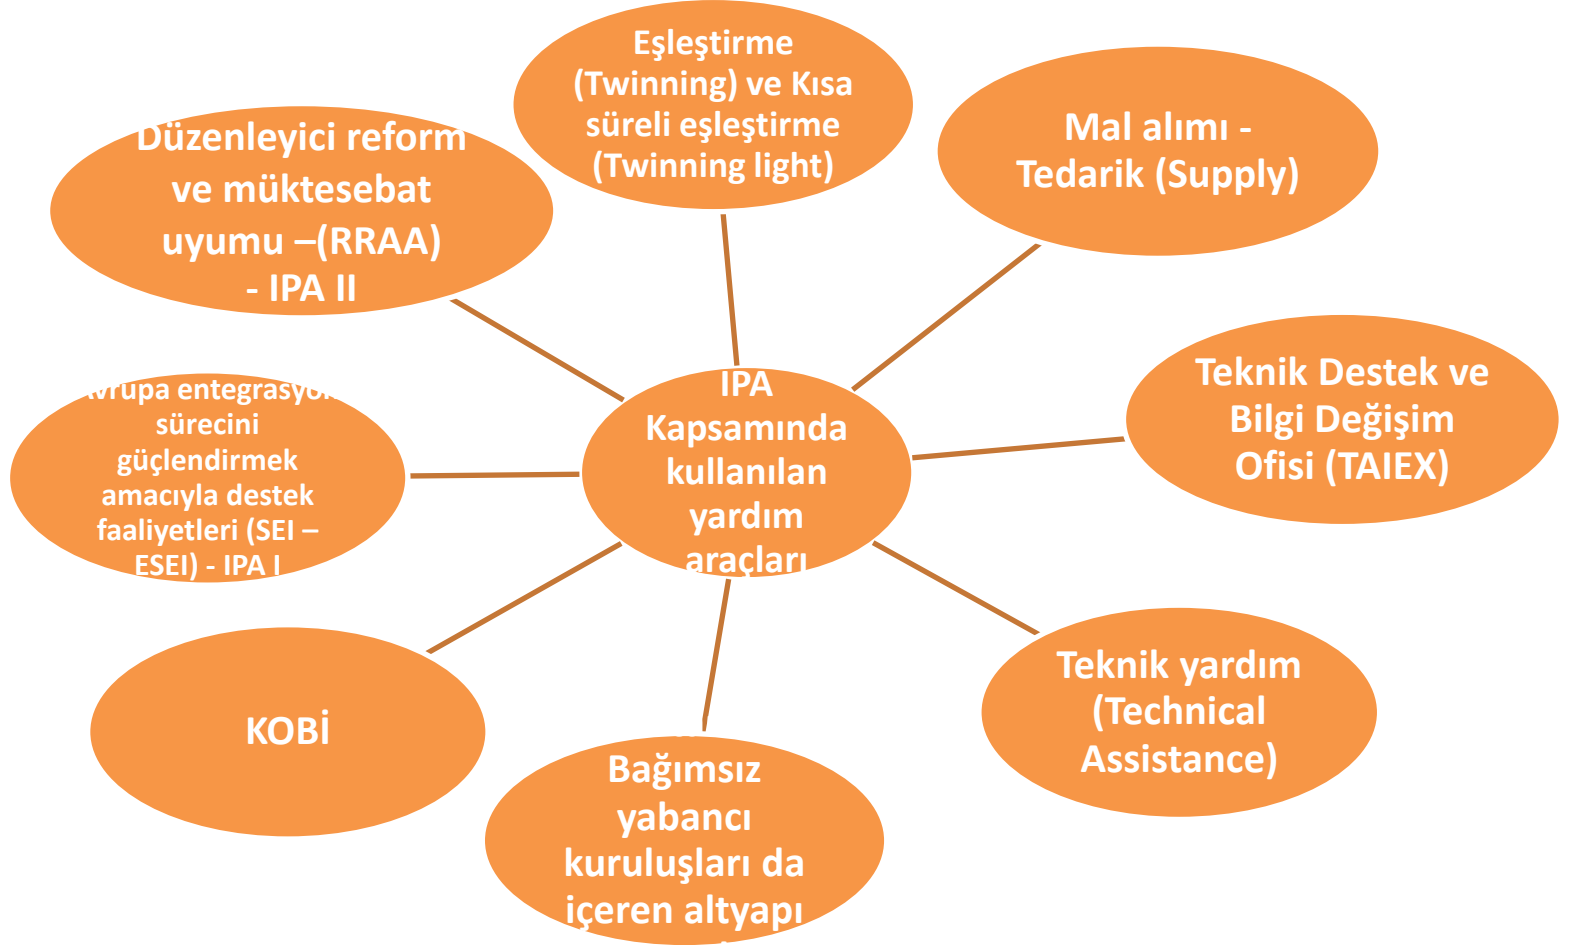 Eşleştirme
(Twinning) ve Kısa
süreli eşleştirme
(Twinning light)
Mal alımı -
Tedarik (Supply)
Teknik Destek ve
Bilgi Değişim
Ofisi (TAIEX)
Teknik yardım
(Technical
Assistance)
Bağımsız
yabancı
kuruluşları da
içeren altyapı
KOBİ
Avrupa entegrasyon
sürecini
güçlendirmek
amacıyla destek
faaliyetleri (SEI –
ESEI) - IPA I
Düzenleyici reform
ve müktesebat
uyumu –(RRAA)
- IPA II
IPA
Kapsamında
kullanılan
yardım
araçları